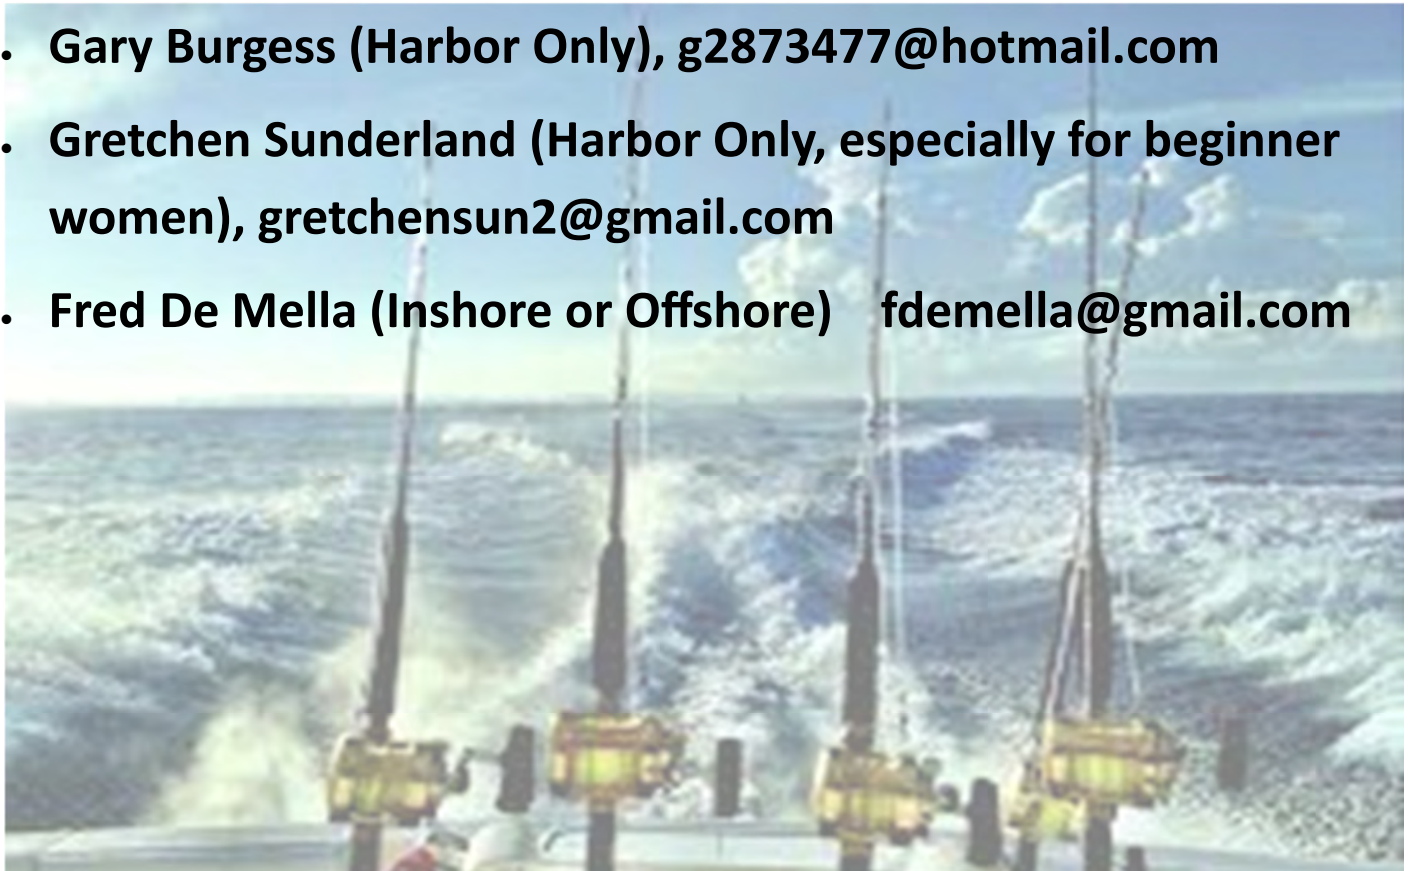 • Gary Burgess (Harbor Only), g2873477@hotmail.com
• Gretchen Sunderland (Harbor Only, especially for beginner
women), gretchensun2@gmail.com
• Fred De Mella (Inshore or Offshore) fdemella@gmail.com